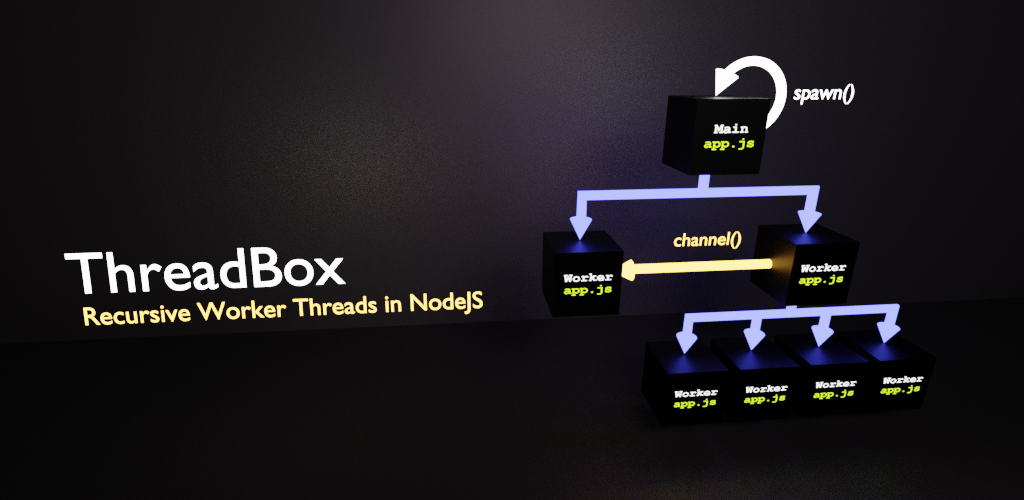 spawn()
Main
app.js
channel()
Worker
app.js
Worker
app.js
ThreadBox
Recursive Worker Threads in NodeJS
Worker
app.js
Worker
app.js
Worker
app.js
Worker
app.js